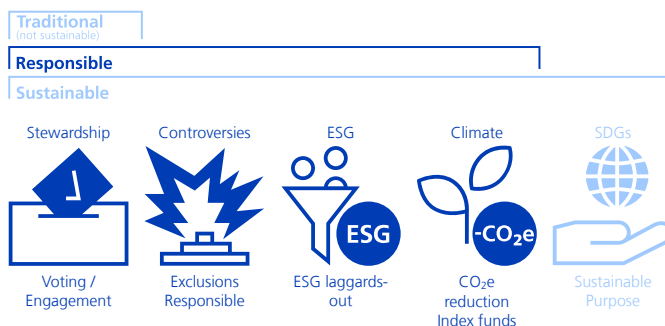 Traditional
(not sustainable)
Responsible
Sustainable
Stewardship
Controversies
ESG
Climate
SDGs
ESG
-CO₂e
Voting /
Engagement
Exclusions
Responsible
ESG laggards-
out
CO₂e
reduction
Index funds
Sustainable
Purpose